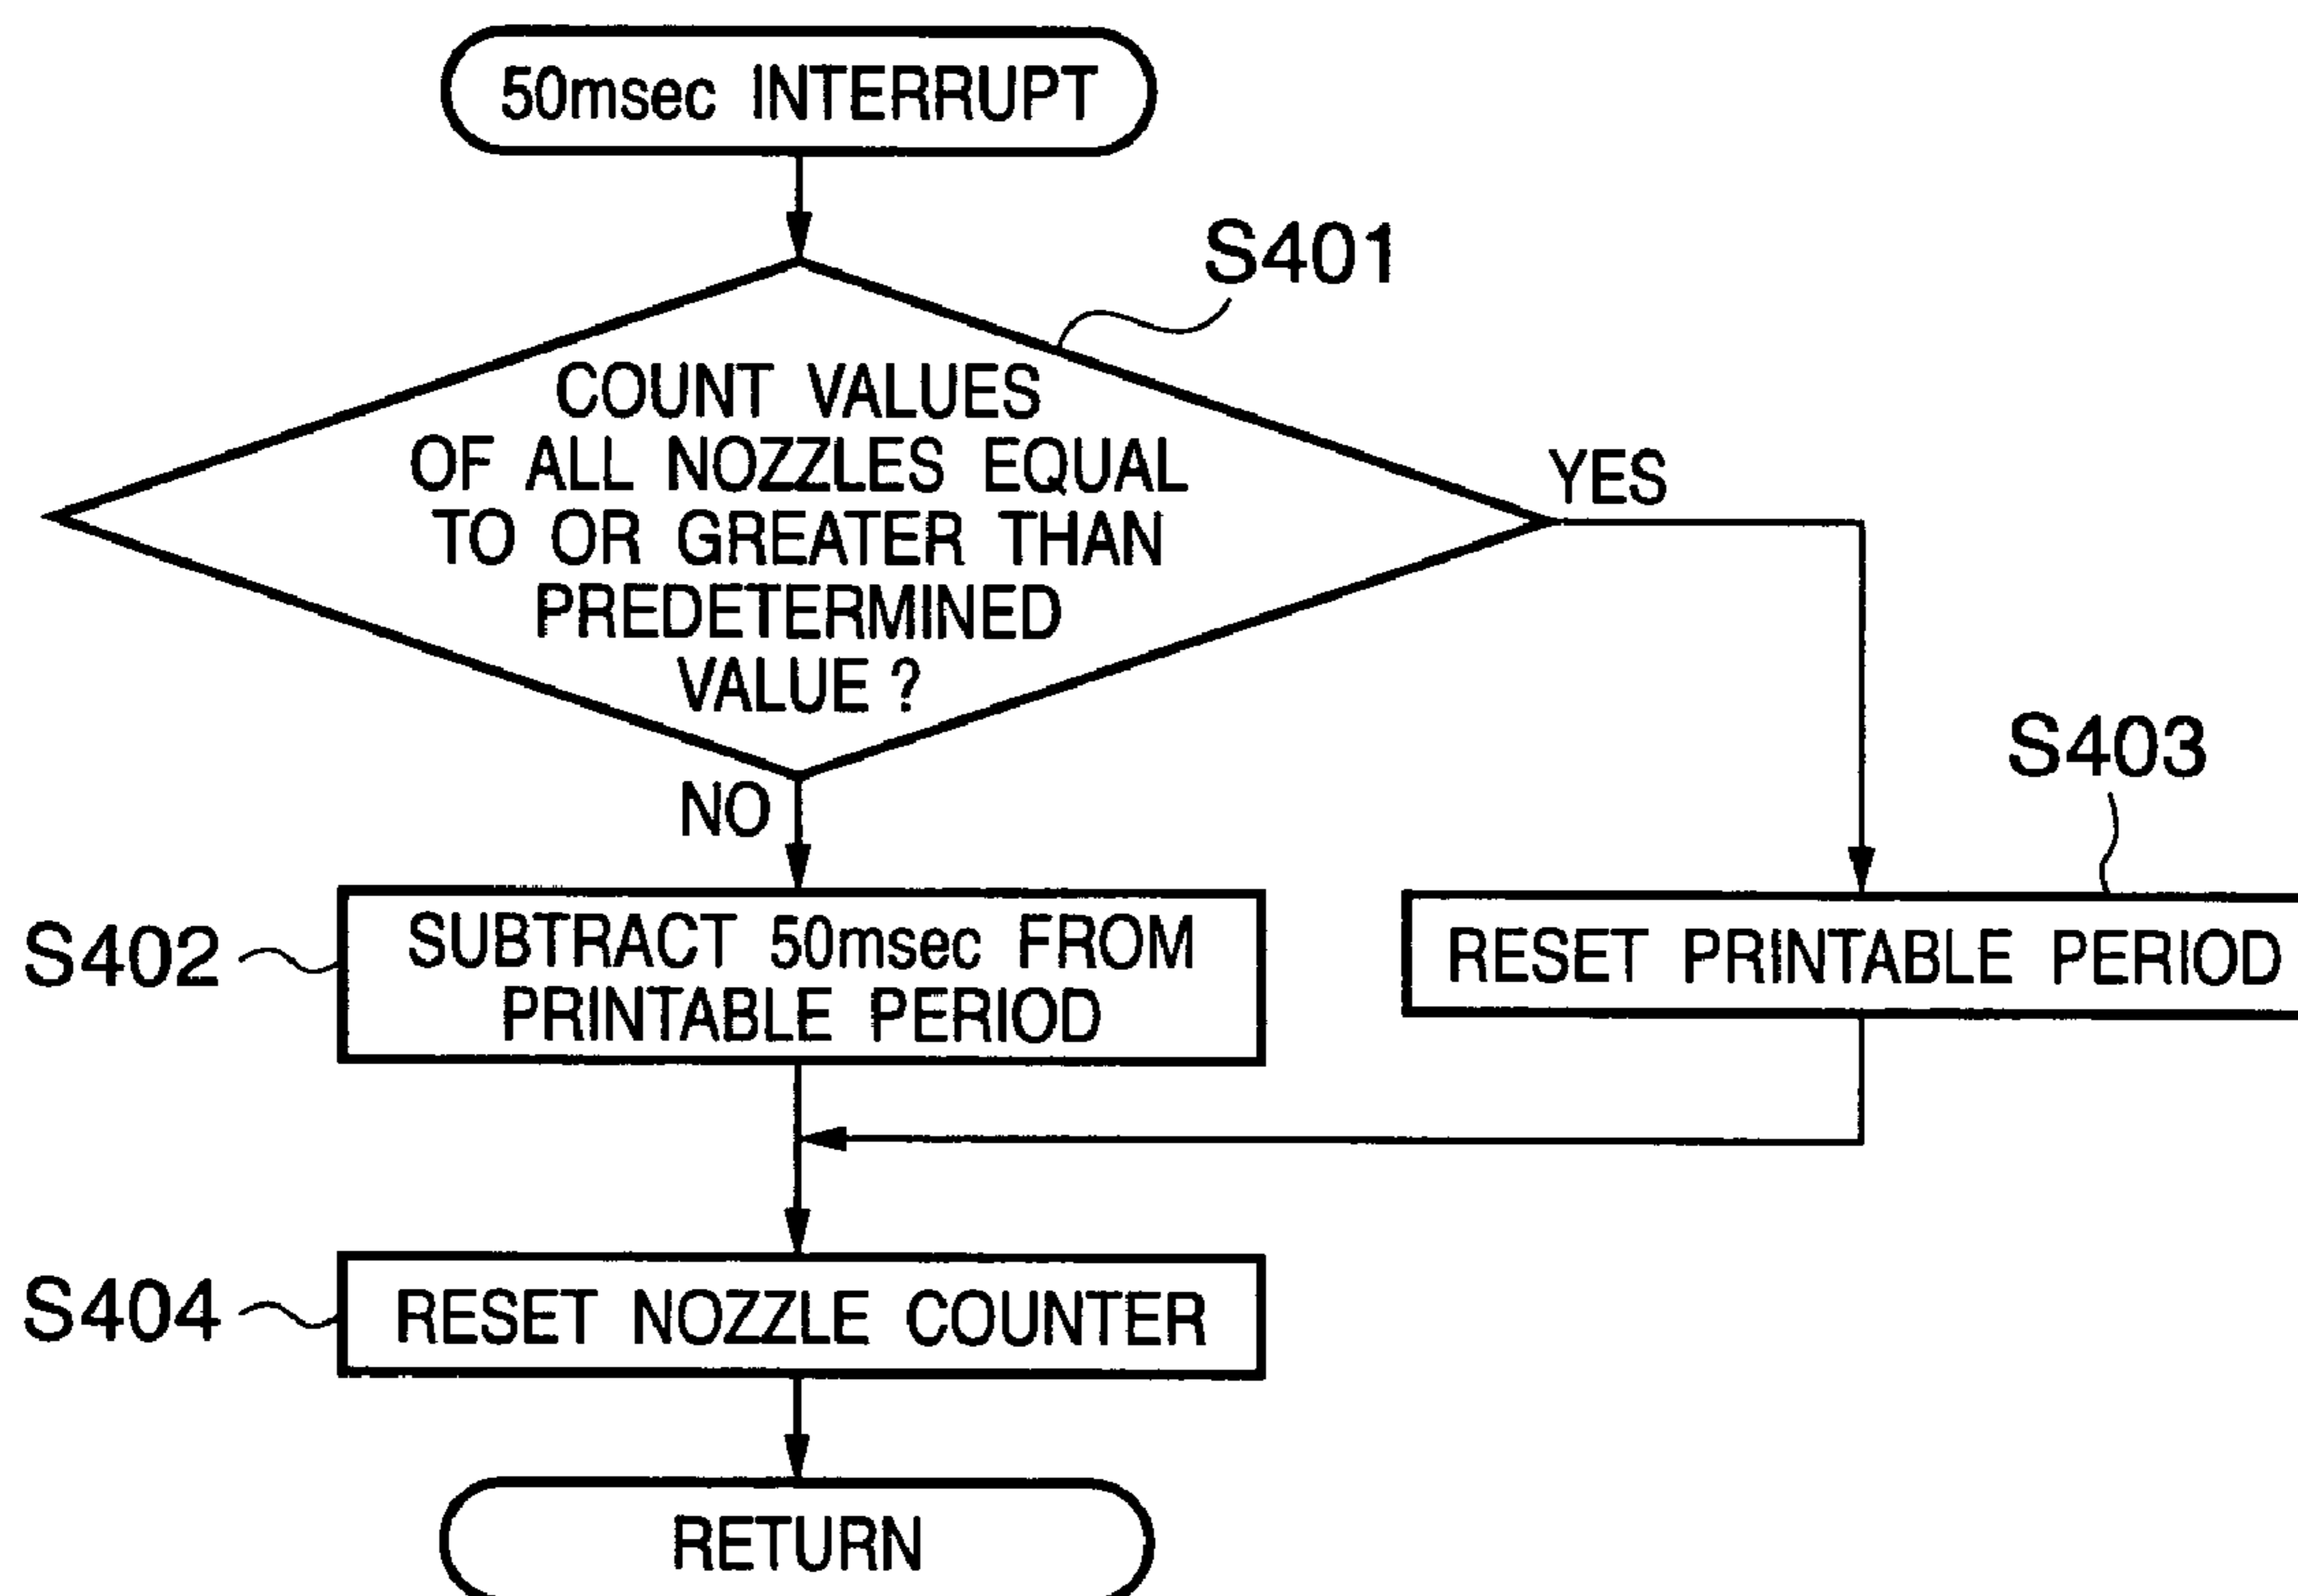 50msec INTERRUPT
S401
COUNT VALUES
OF ALL NOZZLES EQUAL
TO OR GREATER THAN
PREDETERMINED
VALUE ?
YES
NO
S403
S402
SUBTRACT 50msec FROM
PRINTABLE PERIOD
RESET PRINTABLE PERIOD
S404
RESET NOZZLE COUNTER
RETURN